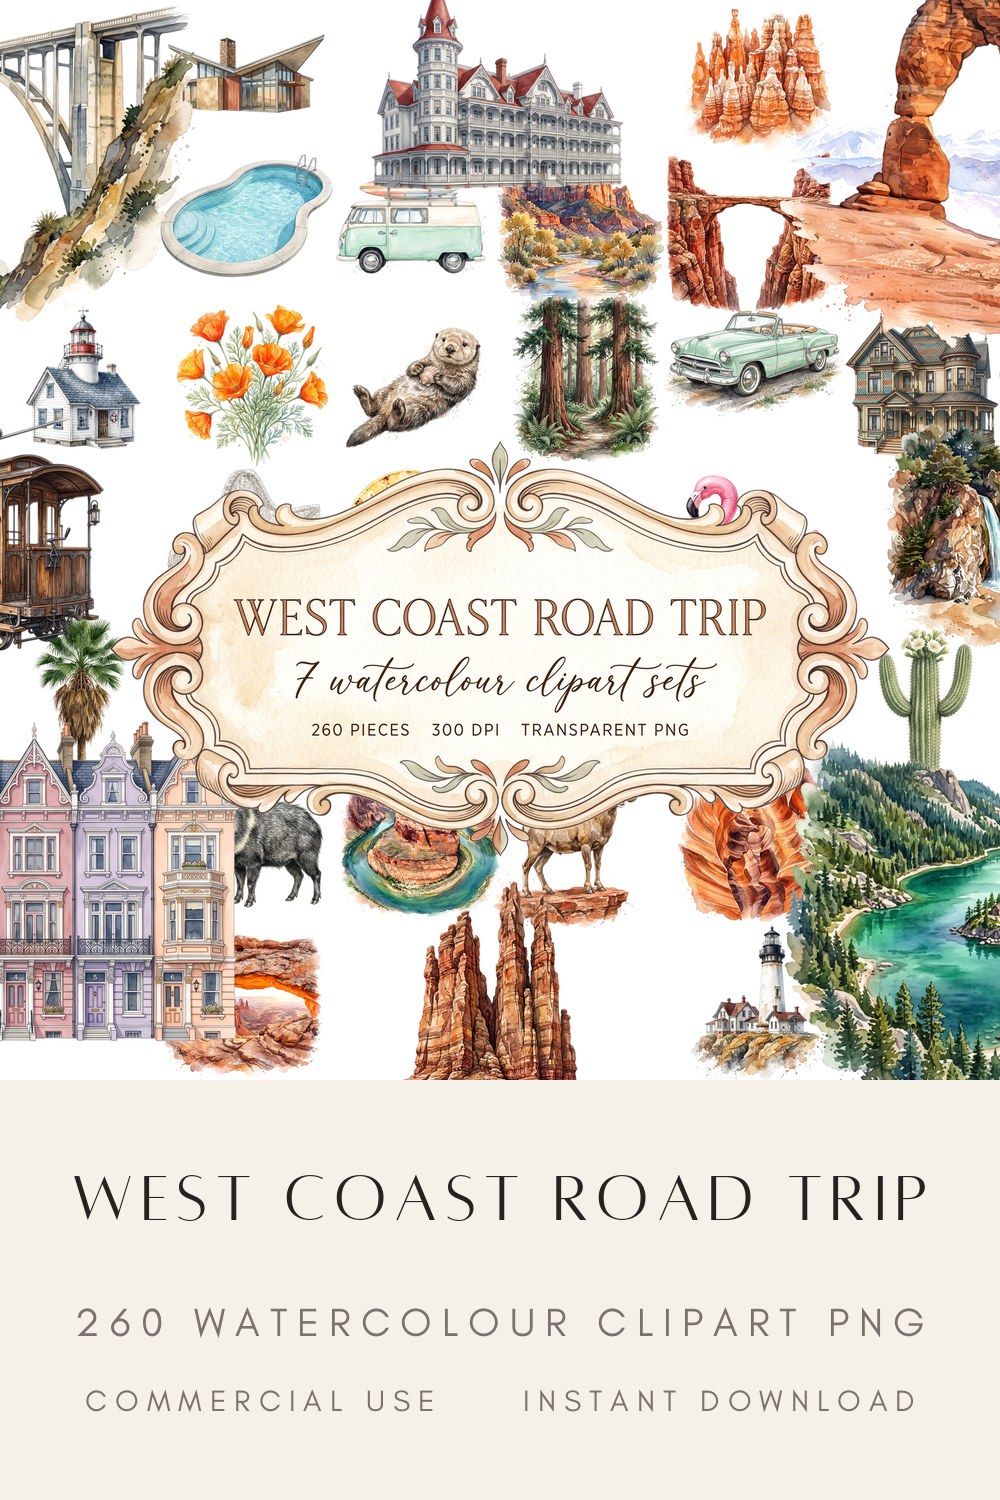 WEST COAST ROAD TRIP
7 watercolour clipart sets
260 PIECES 300 DPI TRANSPARENT PNG
WEST COAST ROAD TRIP
260 WATERCOLOUR CLIPART PNG
COMMERCIAL USE INSTANT DOWNLOAD